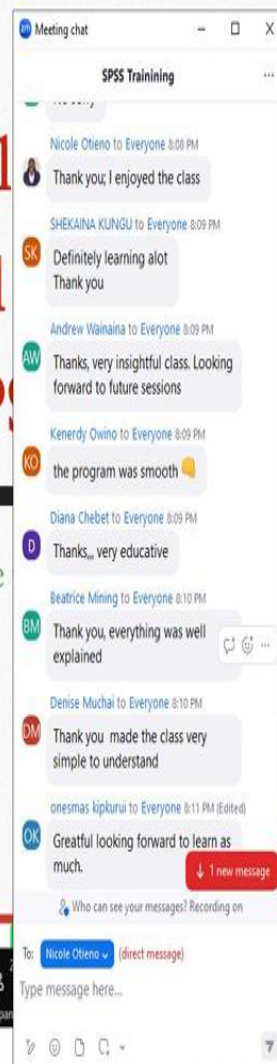 Meeting chat
SPSS Trainining
Nicole Otieno to Everyone 8:08 PM
Thank you; I enjoyed the class
SHEKAINA KUNGU to Everyone 8:09 PM
SK
Definitely learning alot
Thank you
Andrew Wainaina to Everyone 8:09 PM
AW
Thanks, very insightful class. Looking
forward to future sessions
Kenerdy Owino to Everyone 8:09 PM
KO
the program was smooth
Diana Chebet to Everyone 8:09 PM
D
Thanks,,, very educative
Beatrice Mining to Everyone 8:10 PM
BM
Thank you, everything was well
explained
Denise Muchai to Everyone 8:10 PM
DM
Thank you made the class very
simple to understand
onesmas kipkurui to Everyone 8:11 PM (Edited)
OK
Greatful looking forward to learn as
much.
↓ 1 new message
Who can see your messages? Recording on
To: Nicole Otieno (direct message)
Type message here...